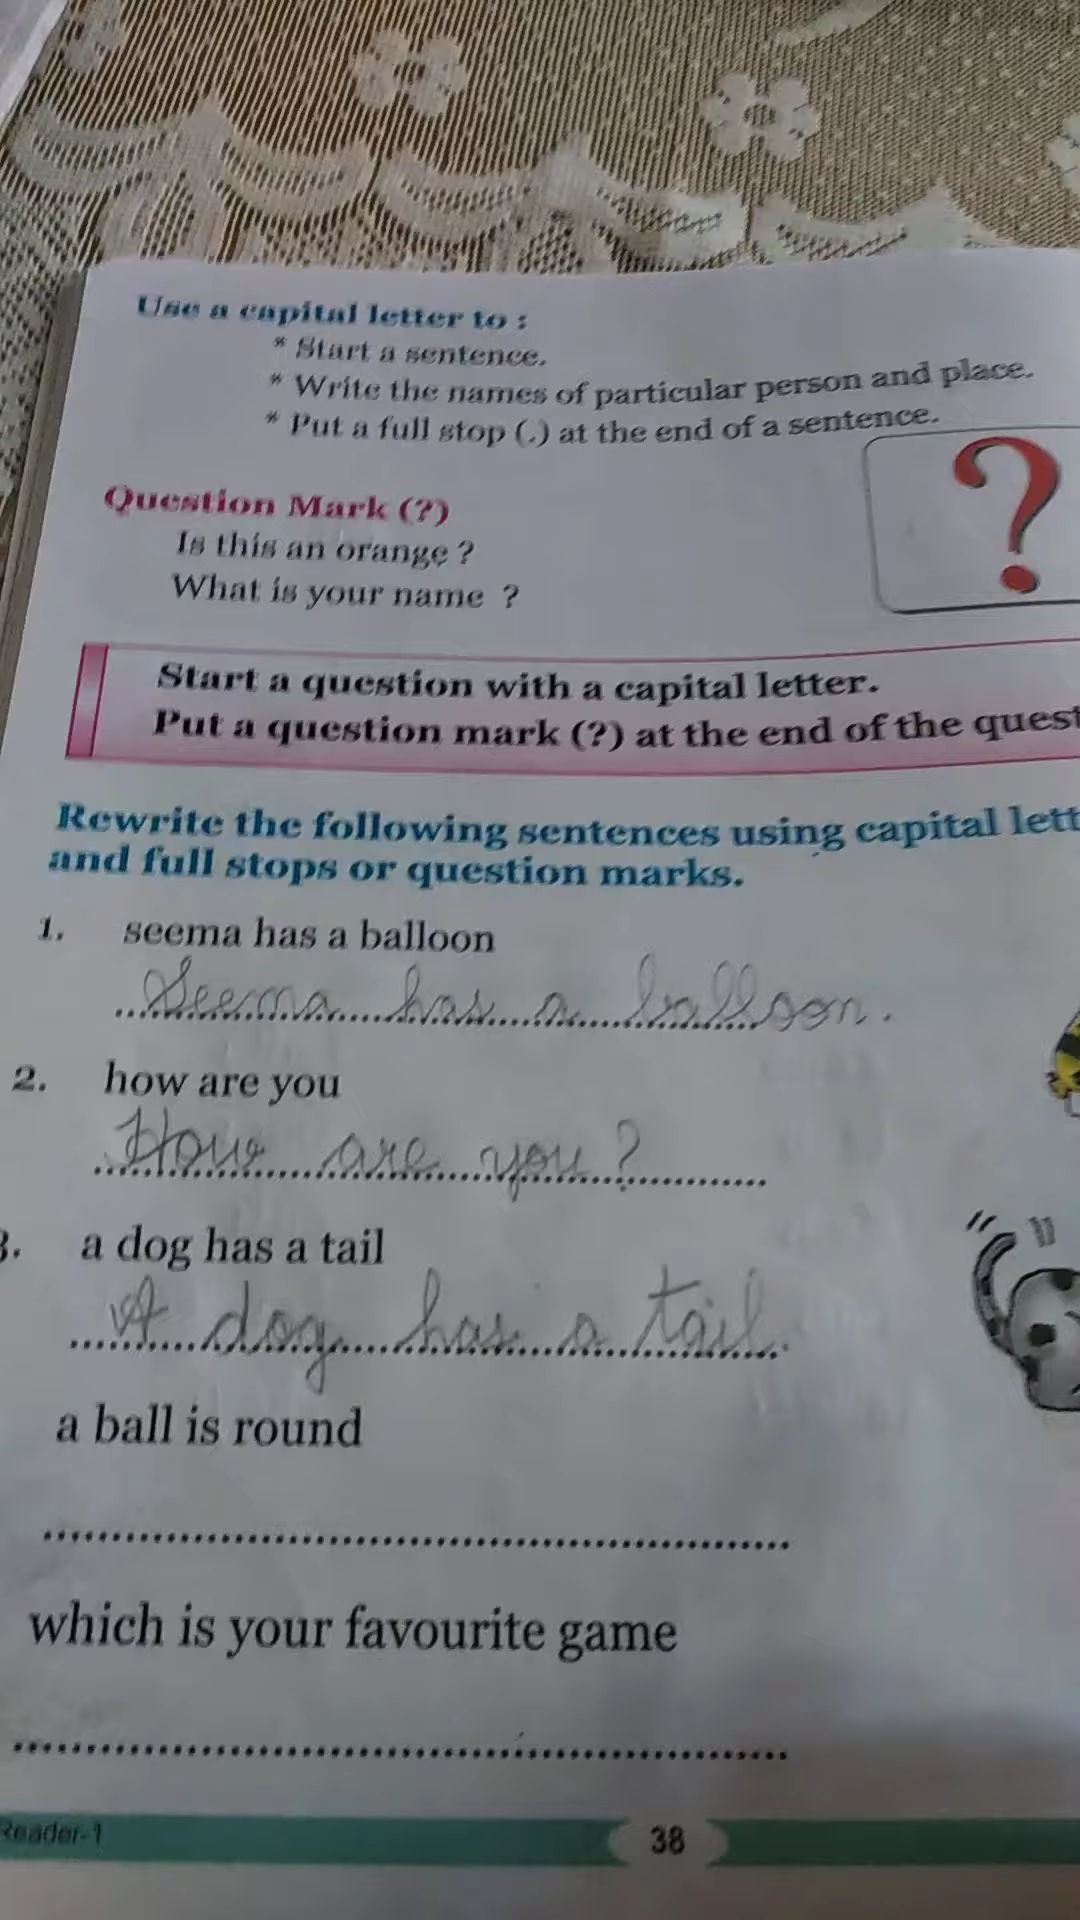 Use a capital letter to :
* Start a sentence.
* Write the names of particular person and place.
* Put a full stop (.) at the end of a sentence.
?
Question Mark (?)
Is this an orange ?
What is your name ?
Start a question with a capital letter.
Put a question mark (?) at the end of the quest
Rewrite the following sentences using capital lett
and full stops or question marks.
1. seema has a balloon
Seema has a balloon.
2. how are you
How are you?
3. a dog has a tail
A dog has a tail.
a ball is round
which is your favourite game
Reader-1
38